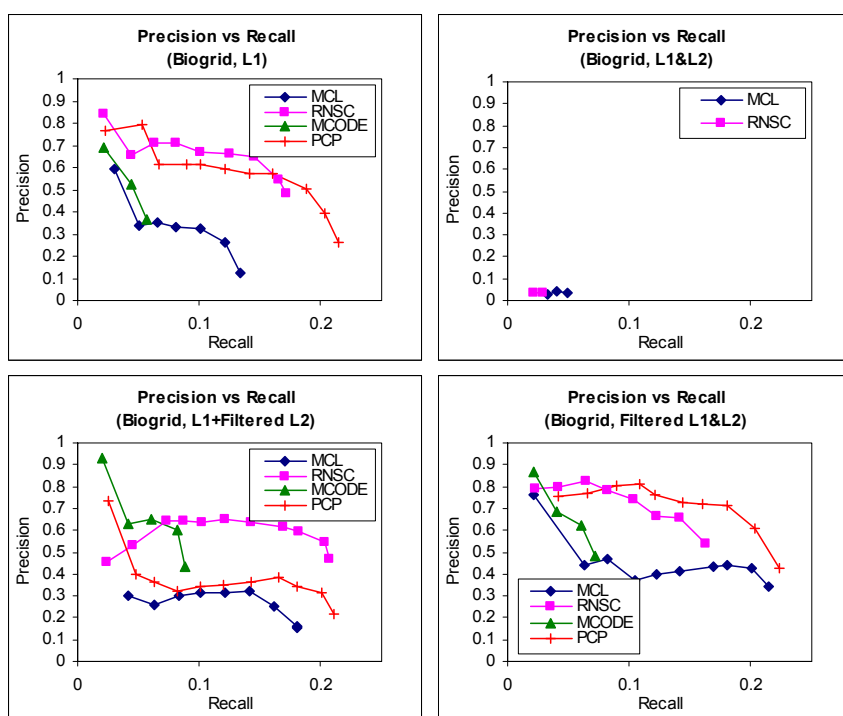 Precision vs Recall
(Biogrid, L1)
1
0.9
0.8
0.7
0.6
0.5
0.4
0.3
0.2
0.1
0
Precision
MCL
RNSC
MCODE
PCP
0
0.1
0.2
Recall
Precision vs Recall
(Biogrid, L1&L2)
1
0.9
0.8
0.7
0.6
0.5
0.4
0.3
0.2
0.1
0
Precision
MCL
RNSC
0
0.1
0.2
Recall
Precision vs Recall
(Biogrid, L1+Filtered L2)
1
0.9
0.8
0.7
0.6
0.5
0.4
0.3
0.2
0.1
0
Precision
MCL
RNSC
MCODE
PCP
0
0.1
0.2
Recall
Precision vs Recall
(Biogrid, Filtered L1&L2)
1
0.9
0.8
0.7
0.6
0.5
0.4
0.3
0.2
0.1
0
Precision
MCL
RNSC
MCODE
PCP
0
0.1
0.2
Recall